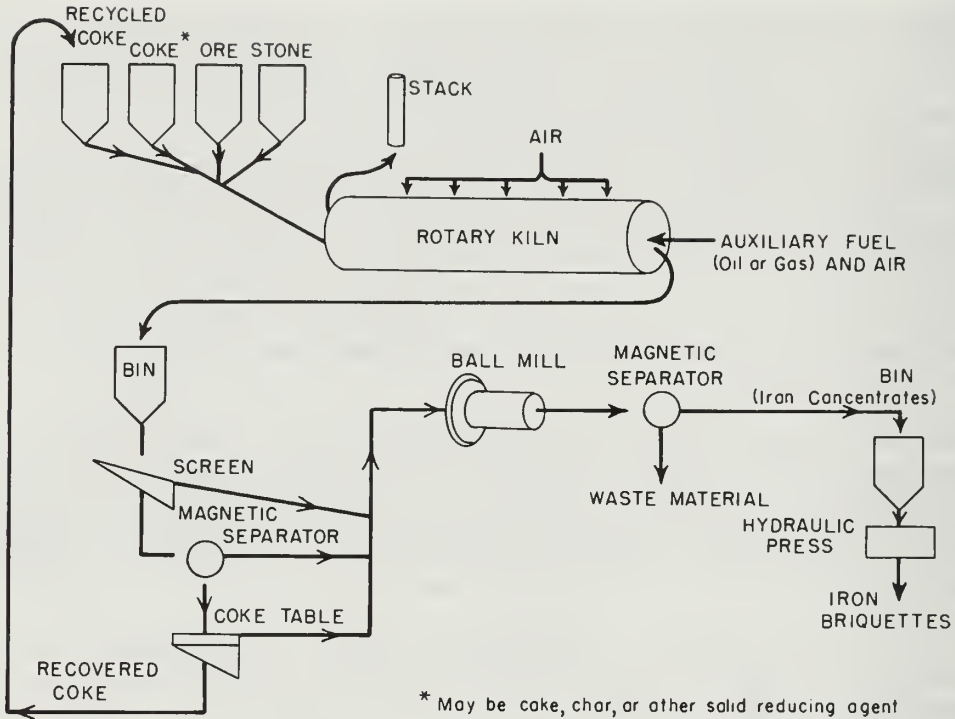 RECYCLED
COKE
COKE* ORE STONE
STACK
AIR
ROTARY KILN
AUXILIARY FUEL
(Oil or Gas) AND AIR
BIN
BALL MILL
MAGNETIC
SEPARATOR
BIN
(Iron Concentrates)
SCREEN
MAGNETIC
SEPARATOR
WASTE MATERIAL
HYDRAULIC
PRESS
COKE TABLE
IRON
BRIQUETTES
RECOVERED
COKE
* May be cake, char, or other solid reducing agent